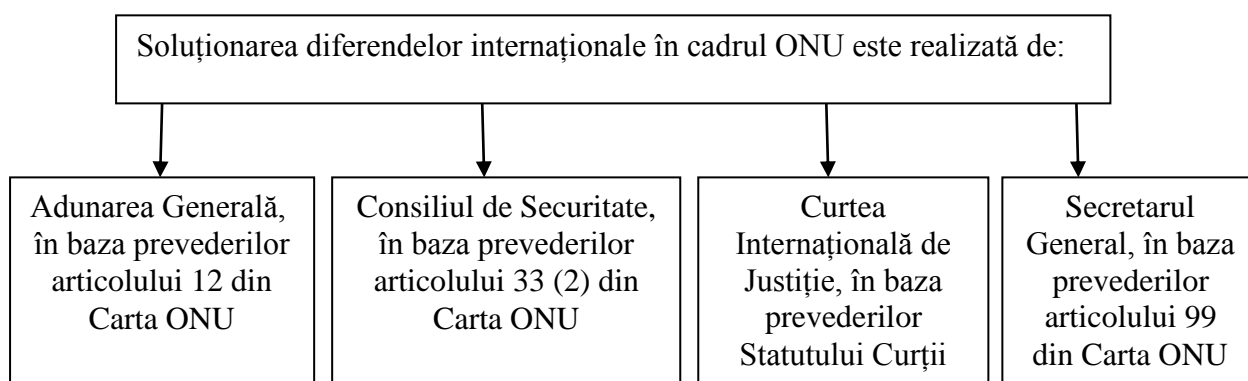 Soluționarea diferendelor internaționale în cadrul ONU este realizată de:
Adunarea Generală,
în baza prevederilor
articolului 12 din
Carta ONU
Consiliul de Securitate,
în baza prevederilor
articolului 33 (2) din
Carta ONU
Curtea
Internațională de
Justiție, în baza
prevederilor
Statutului Curții
Secretarul
General, în baza
prevederilor
articolului 99
din Carta ONU